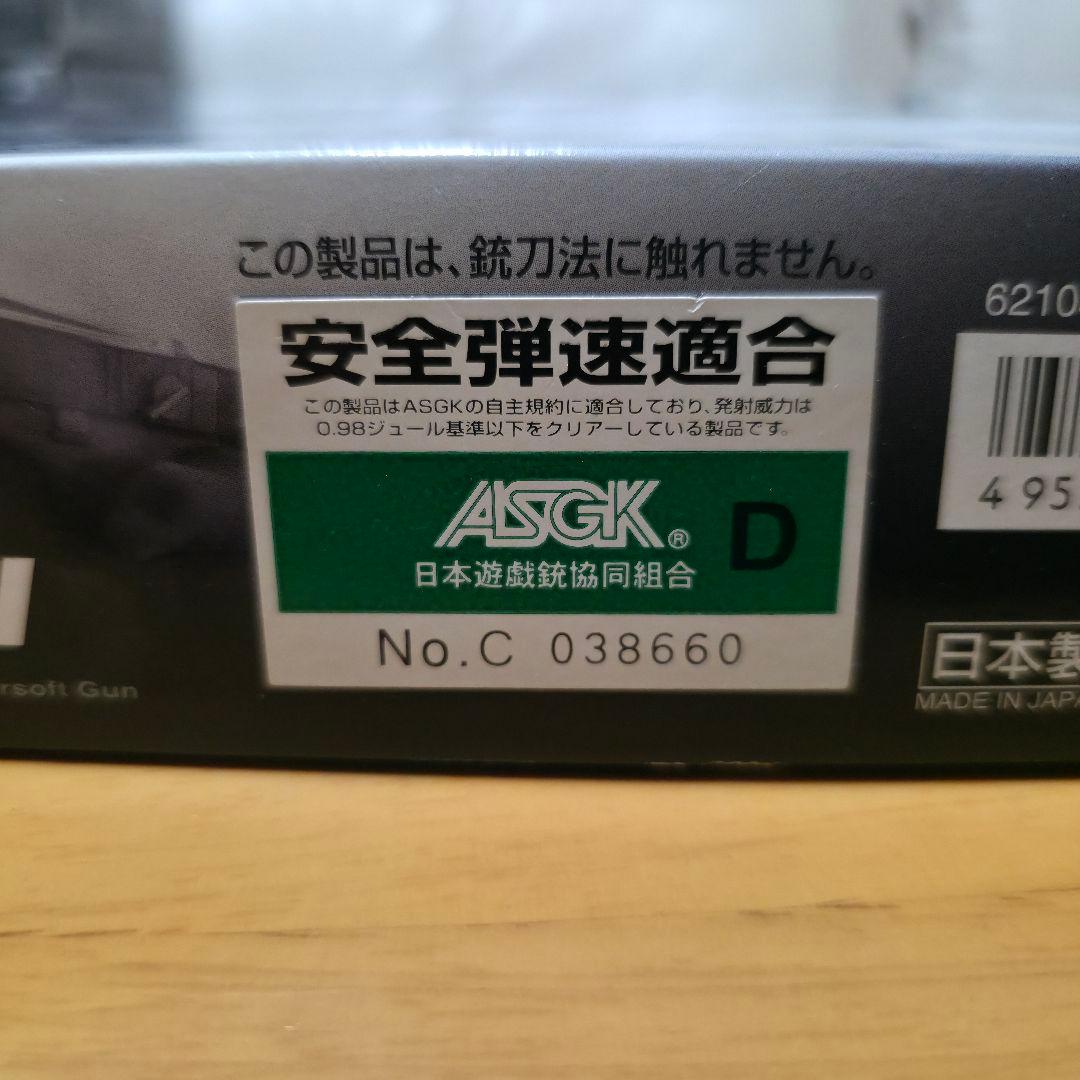 この製品は、銃刀法に触れません。
安全弾速適合
この製品はASGKの自主規約に適合しており、発射威力は
0.98ジュール基準以下をクリアーしている製品です。
ASGK® D
日本遊戯銃協同組合
No.C 038660
6210
4 95
日本製
MADE IN JAPA
rsoft Gun